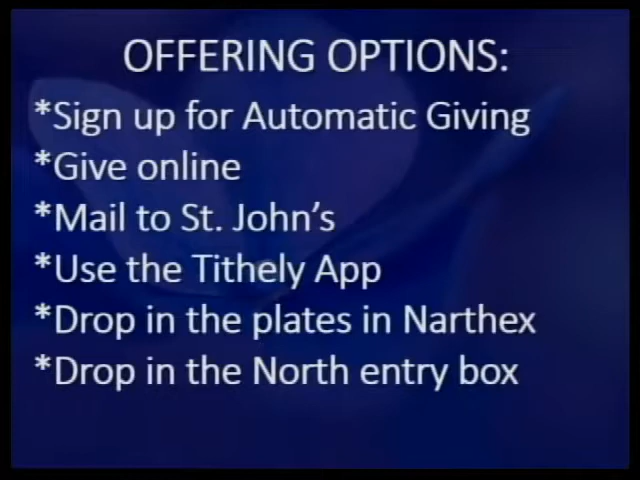 OFFERING OPTIONS:
*Sign up for Automatic Giving
*Give online
*Mail to St. John's
*Use the Tithely App
*Drop in the plates in Narthex
*Drop in the North entry box